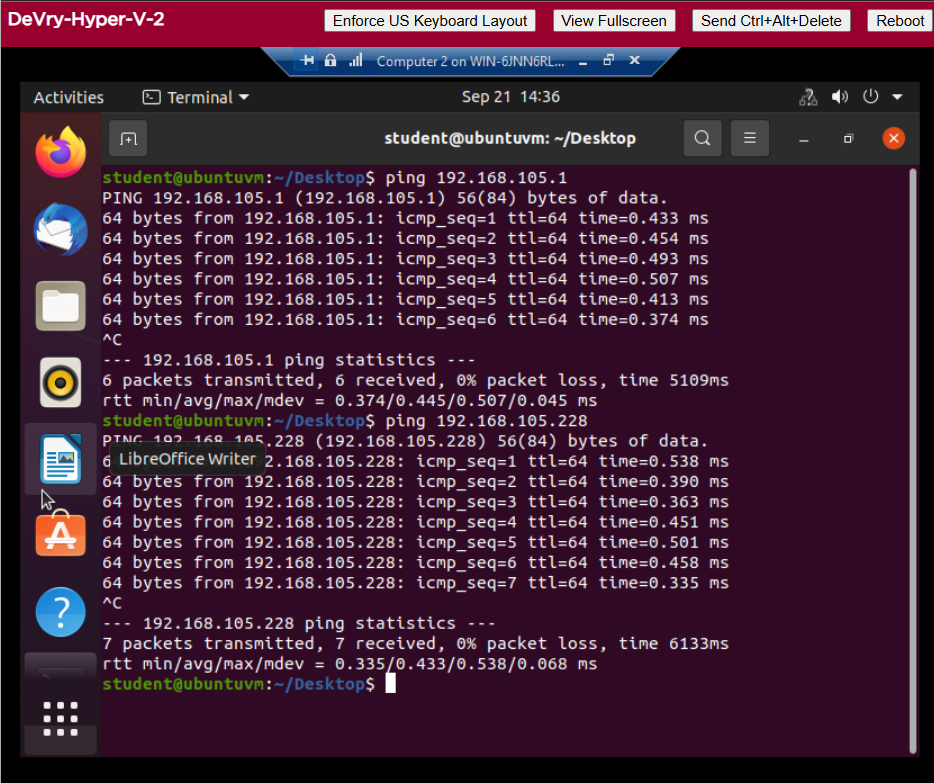 DeVry-Hyper-V-2
Enforce US Keyboard Layout
View Fullscreen
Send Ctrl+Alt+Delete
Reboot
Computer 2 on WIN-6JNN6RL...
Activities
Terminal
Sep 21 14:36
student@ubuntuvm: ~/Desktop
student@ubuntuvm:~/Desktop$ ping 192.168.105.1
PING 192.168.105.1 (192.168.105.1) 56(84) bytes of data.
64 bytes from 192.168.105.1: icmp_seq=1 ttl=64 time=0.433 ms
64 bytes from 192.168.105.1: icmp_seq=2 ttl=64 time=0.454 ms
64 bytes from 192.168.105.1: icmp_seq=3 ttl=64 time=0.493 ms
64 bytes from 192.168.105.1: icmp_seq=4 ttl=64 time=0.507 ms
64 bytes from 192.168.105.1: icmp_seq=5 ttl=64 time=0.413 ms
64 bytes from 192.168.105.1: icmp_seq=6 ttl=64 time=0.374 ms
^C
--- 192.168.105.1 ping statistics ---
6 packets transmitted, 6 received, 0% packet loss, time 5109ms
rtt min/avg/max/mdev = 0.374/0.445/0.507/0.045 ms
student@ubuntuvm:~/Desktop$ ping 192.168.105.228
PING 192.168.105.228 (192.168.105.228) 56(84) bytes of data.
LibreOffice Writer
192.168.105.228: icmp_seq=1 ttl=64 time=0.538 ms
64 bytes from 192.168.105.228: icmp_seq=2 ttl=64 time=0.390 ms
64 bytes from 192.168.105.228: icmp_seq=3 ttl=64 time=0.363 ms
64 bytes from 192.168.105.228: icmp_seq=4 ttl=64 time=0.451 ms
64 bytes from 192.168.105.228: icmp_seq=5 ttl=64 time=0.501 ms
64 bytes from 192.168.105.228: icmp_seq=6 ttl=64 time=0.458 ms
64 bytes from 192.168.105.228: icmp_seq=7 ttl=64 time=0.335 ms
^C
--- 192.168.105.228 ping statistics ---
7 packets transmitted, 7 received, 0% packet loss, time 6133ms
rtt min/avg/max/mdev = 0.335/0.433/0.538/0.068 ms
student@ubuntuvm:~/Desktop$